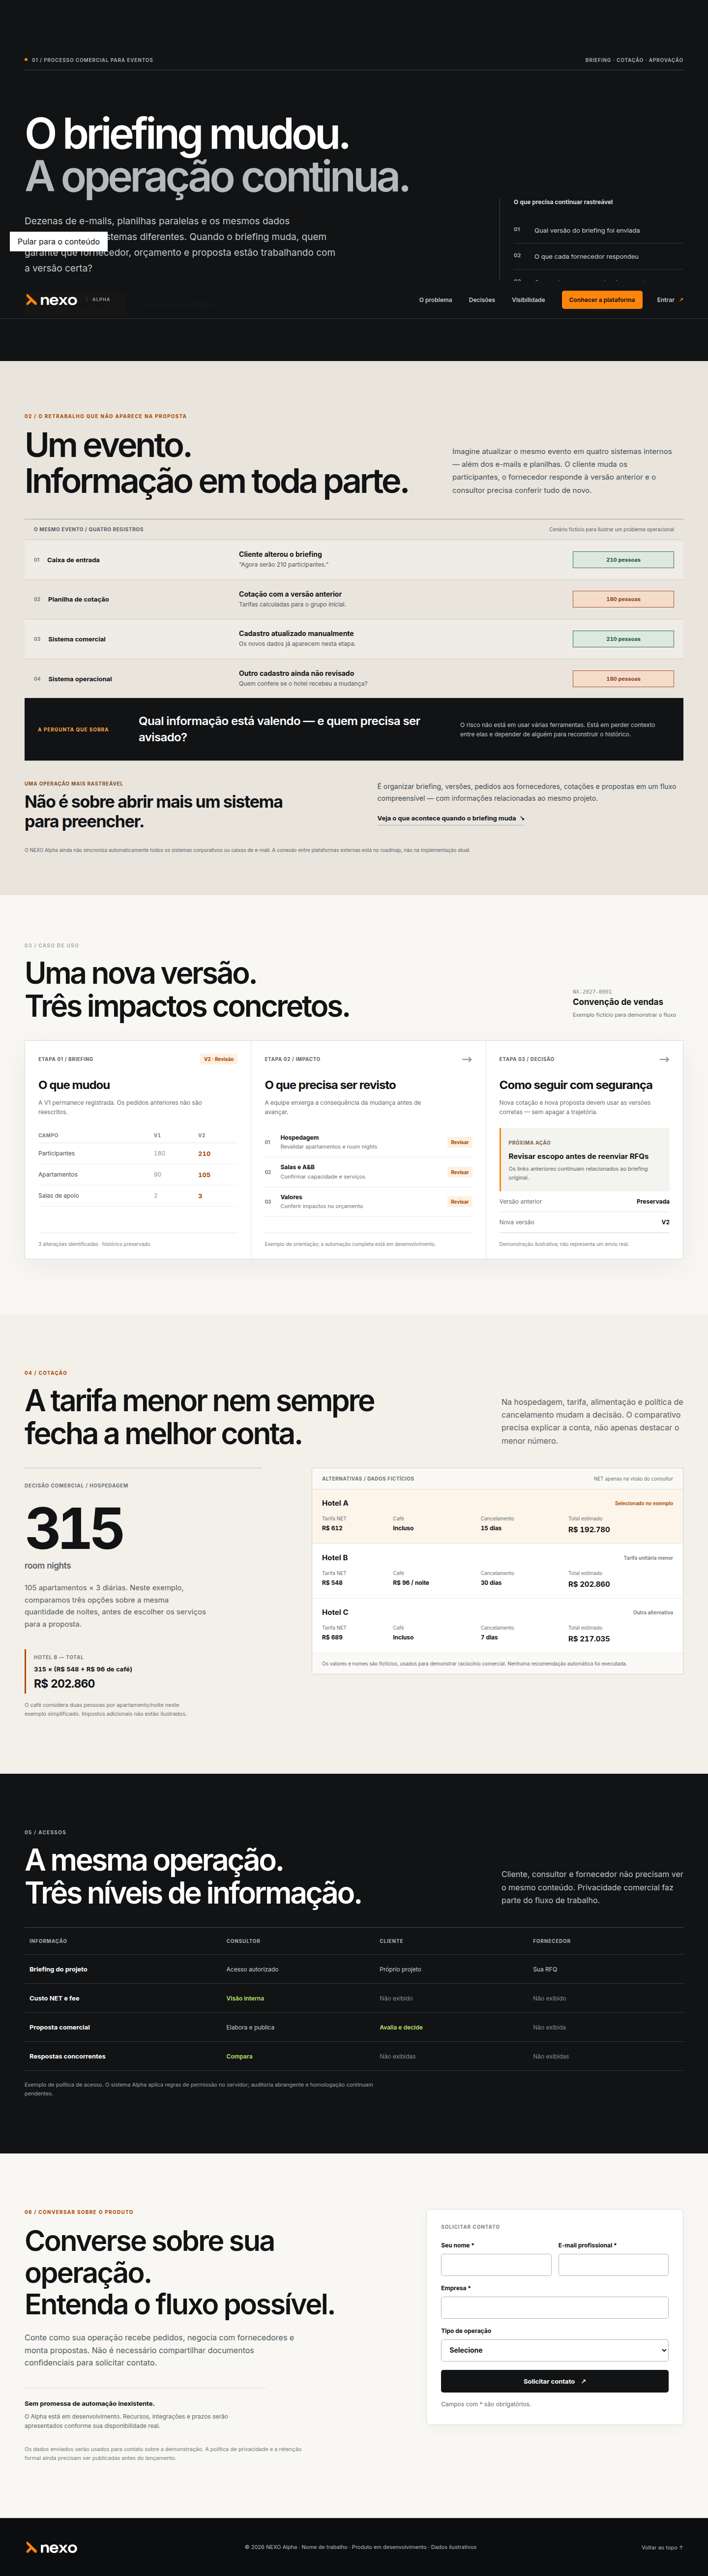 01 / PROCESSO COMERCIAL PARA EVENTOS
BRIEFING · COTAÇÃO · APROVAÇÃO
O briefing mudou.
A operação continua.
Dezenas de e-mails, planilhas paralelas e os mesmos dados
stemas diferentes. Quando o briefing muda, quem
garante que fornecedor, orçamento e proposta estão trabalhando com
a versão certa?
Pular para o conteúdo
O que precisa continuar rastreável
01 Qual versão do briefing foi enviada
02 O que cada fornecedor respondeu
nexo
ALPHA
O problema
Decisões
Visibilidade
Conhecer a plataforma
Entrar ↗
02 / O RETRABALHO QUE NÃO APARECE NA PROPOSTA
Um evento.
Informação em toda parte.
Imagine atualizar o mesmo evento em quatro sistemas internos
— além dos e-mails e planilhas. O cliente muda os
participantes, o fornecedor responde à versão anterior e o
consultor precisa conferir tudo de novo.
O MESMO EVENTO / QUATRO REGISTROS
Cenário fictício para ilustrar um problema operacional
01 Caixa de entrada
Cliente alterou o briefing
“Agora serão 210 participantes.”
210 pessoas
02 Planilha de cotação
Cotação com a versão anterior
Tarifas calculadas para o grupo inicial.
180 pessoas
03 Sistema comercial
Cadastro atualizado manualmente
Os novos dados já aparecem nesta etapa.
210 pessoas
04 Sistema operacional
Outro cadastro ainda não revisado
Quem confere se o hotel recebeu a mudança?
180 pessoas
A PERGUNTA QUE SOBRA
Qual informação está valendo — e quem precisa ser
avisado?
O risco não está em usar várias ferramentas. Está em perder contexto
entre elas e depender de alguém para reconstruir o histórico.
UMA OPERAÇÃO MAIS RASTREÁVEL
Não é sobre abrir mais um sistema
para preencher.
É organizar briefing, versões, pedidos aos fornecedores, cotações e propostas em um fluxo
compreensível — com informações relacionadas ao mesmo projeto.
Veja o que acontece quando o briefing muda ↘
O NEXO Alpha ainda não sincroniza automaticamente todos os sistemas corporativos ou caixas de e-mail. A conexão entre plataformas externas está no roadmap, não na implementação atual.
03 / CASO DE USO
Uma nova versão.
Três impactos concretos.
NX-2027-0001
Convenção de vendas
Exemplo fictício para demonstrar o fluxo
ETAPA 01 / BRIEFING
V2 · Revisão
O que mudou
A V1 permanece registrada. Os pedidos anteriores não são
reescritos.
CAMPO V1 V2
Participantes 180 210
Apartamentos 90 105
Salas de apoio 2 3
3 alterações identificadas · histórico preservado
ETAPA 02 / IMPACTO →
O que precisa ser revisto
A equipe enxerga a consequência da mudança antes de
avançar.
01 Hospedagem
Revalidar apartamentos e room nights
Revisar
02 Salas e A&B
Confirmar capacidade e serviços
Revisar
03 Valores
Conferir impactos no orçamento
Revisar
Exemplo de orientação; a automação completa está em desenvolvimento.
ETAPA 03 / DECISÃO →
Como seguir com segurança
Nova cotação e nova proposta devem usar as versões
corretas — sem apagar a trajetória.
PRÓXIMA AÇÃO
Revisar escopo antes de reenviar RFQs
Os links anteriores continuam relacionados ao briefing
original.
Versão anterior Preservada
Nova versão V2
Demonstração ilustrativa; não representa um envio real.
04 / COTAÇÃO
A tarifa menor nem sempre
fecha a melhor conta.
Na hospedagem, tarifa, alimentação e política de
cancelamento mudam a decisão. O comparativo
precisa explicar a conta, não apenas destacar o
menor número.
DECISÃO COMERCIAL / HOSPEDAGEM
315
room nights
105 apartamentos × 3 diárias. Neste exemplo,
comparamos três opções sobre a mesma
quantidade de noites, antes de escolher os serviços
para a proposta.
HOTEL B — TOTAL
315 × (R$ 548 + R$ 96 de café)
R$ 202.860
O café considera duas pessoas por apartamento/noite neste
exemplo simplificado. Impostos adicionais não estão ilustrados.
ALTERNATIVAS / DADOS FICTÍCIOS
NET apenas na visão do consultor
Hotel A
Selecionado no exemplo
Tarifa NET Café Cancelamento Total estimado
R$ 612 Incluso 15 dias R$ 192.780
Hotel B
Tarifa unitária menor
Tarifa NET Café Cancelamento Total estimado
R$ 548 R$ 96 / noite 30 dias R$ 202.860
Hotel C
Outra alternativa
Tarifa NET Café Cancelamento Total estimado
R$ 689 Incluso 7 dias R$ 217.035
Os valores e nomes são fictícios, usados para demonstrar raciocínio comercial. Nenhuma recomendação automática foi executada.
05 / ACESSOS
A mesma operação.
Três níveis de informação.
Cliente, consultor e fornecedor não precisam ver
o mesmo conteúdo. Privacidade comercial faz
parte do fluxo de trabalho.
INFORMAÇÃO CONSULTOR CLIENTE FORNECEDOR
Briefing do projeto Acesso autorizado Próprio projeto Sua RFQ
Custo NET e fee Visão interna Não exibido Não exibido
Proposta comercial Elabora e publica Avalia e decide Não exibida
Respostas concorrentes Compara Não exibidas Não exibidas
Exemplo de política de acesso. O sistema Alpha aplica regras de permissão no servidor; auditoria abrangente e homologação continuam
pendentes.
06 / CONVERSAR SOBRE O PRODUTO
Converse sobre sua
operação.
Entenda o fluxo possível.
Conte como sua operação recebe pedidos, negocia com fornecedores e
monta propostas. Não é necessário compartilhar documentos
confidenciais para solicitar contato.
Sem promessa de automação inexistente.
O Alpha está em desenvolvimento. Recursos, integrações e prazos serão
apresentados conforme sua disponibilidade real.
Os dados enviados serão usados para contato sobre a demonstração. A política de privacidade e a retenção
formal ainda precisam ser publicadas antes do lançamento.
SOLICITAR CONTATO
Seu nome * E-mail profissional *
Empresa *
Tipo de operação
Selecione
Solicitar contato ↗
Campos com * são obrigatórios.
nexo
© 2026 NEXO Alpha · Nome de trabalho · Produto em desenvolvimento · Dados ilustrativos
Voltar ao topo ↑